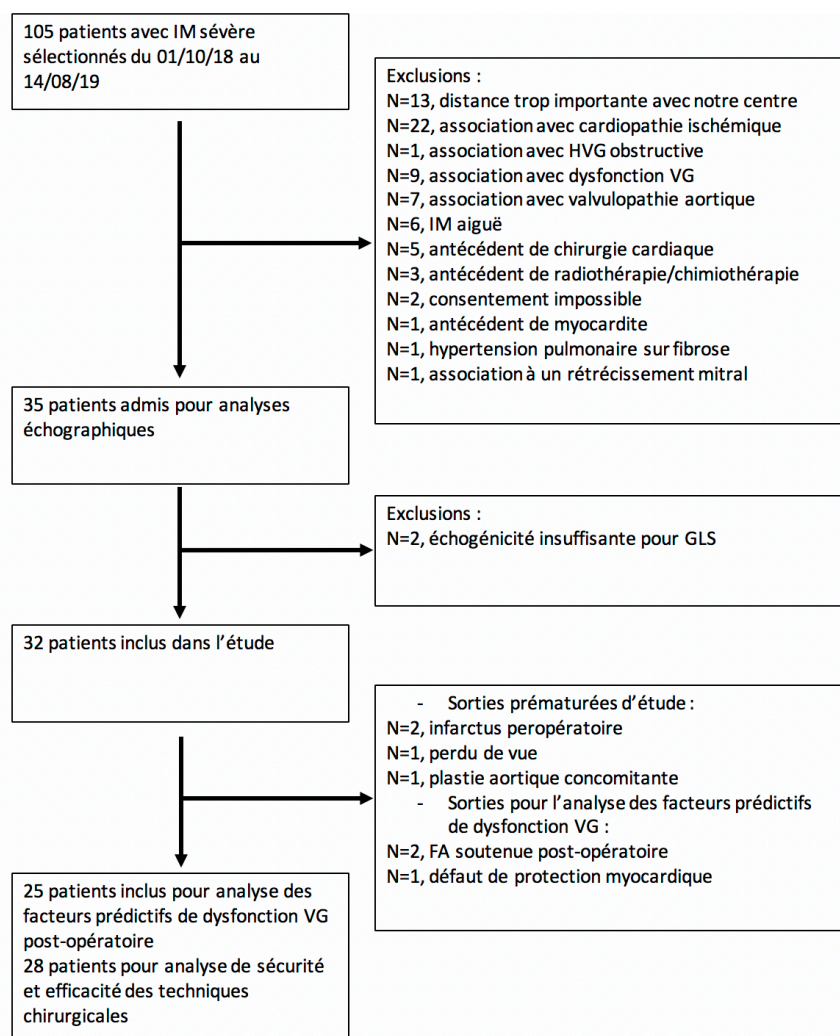 105 patients avec IM sévère
sélectionnés du 01/10/18 au
14/08/19
Exclusions :
N=13, distance trop importante avec notre centre
N=22, association avec cardiopathie ischémique
N=1, association avec HVG obstructive
N=9, association avec dysfonction VG
N=7, association avec valvulopathie aortique
N=6, IM aiguë
N=5, antécédent de chirurgie cardiaque
N=3, antécédent de radiothérapie/chimiothérapie
N=2, consentement impossible
N=1, antécédent de myocardite
N=1, hypertension pulmonaire sur fibrose
N=1, association à un rétrécissement mitral
35 patients admis pour analyses
échographiques
Exclusions :
N=2, échogénicité insuffisante pour GLS
32 patients inclus dans l'étude
- Sorties prématurées d'étude :
N=2, infarctus peropératoire
N=1, perdu de vue
N=1, plastie aortique concomitante
- Sorties pour l'analyse des facteurs prédictifs
de dysfonction VG :
N=2, FA soutenue post-opératoire
N=1, défaut de protection myocardique
25 patients inclus pour analyse des
facteurs prédictifs de dysfonction VG
post-opératoire
28 patients pour analyse de sécurité
et efficacité des techniques
chirurgicales